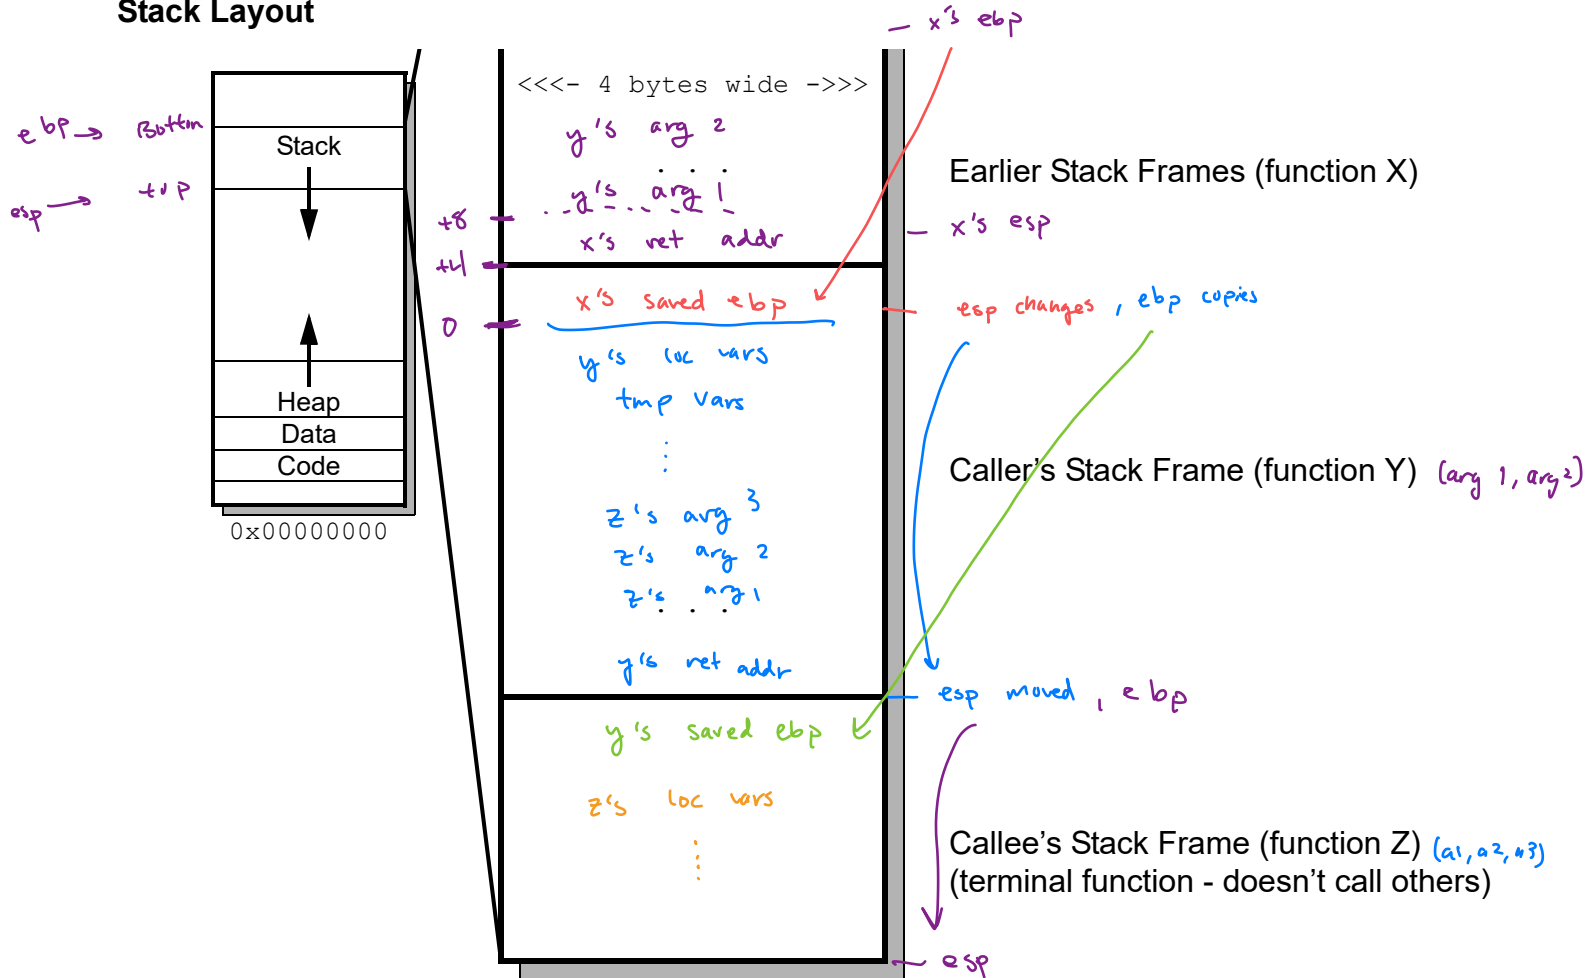 Stack Layout
x's ebp
<<<- 4 bytes wide ->>>
ebp → Bottom
y's arg 2
Stack
. . .
Earlier Stack Frames (function X)
esp → top
y's arg 1
+8
x's ret addr
x's esp
+4
x's saved ebp
esp changes, ebp copies
0
y's loc vars
tmp vars
Heap
Data
Code
Caller's Stack Frame (function Y) (arg 1, arg 2)
0x00000000
z's arg 3
z's arg 2
z's arg 1
. . .
y's ret addr
esp moved, ebp
y's saved ebp
z's loc vars
Callee's Stack Frame (function Z) (a1, a2, a3)
(terminal function - doesn't call others)
esp